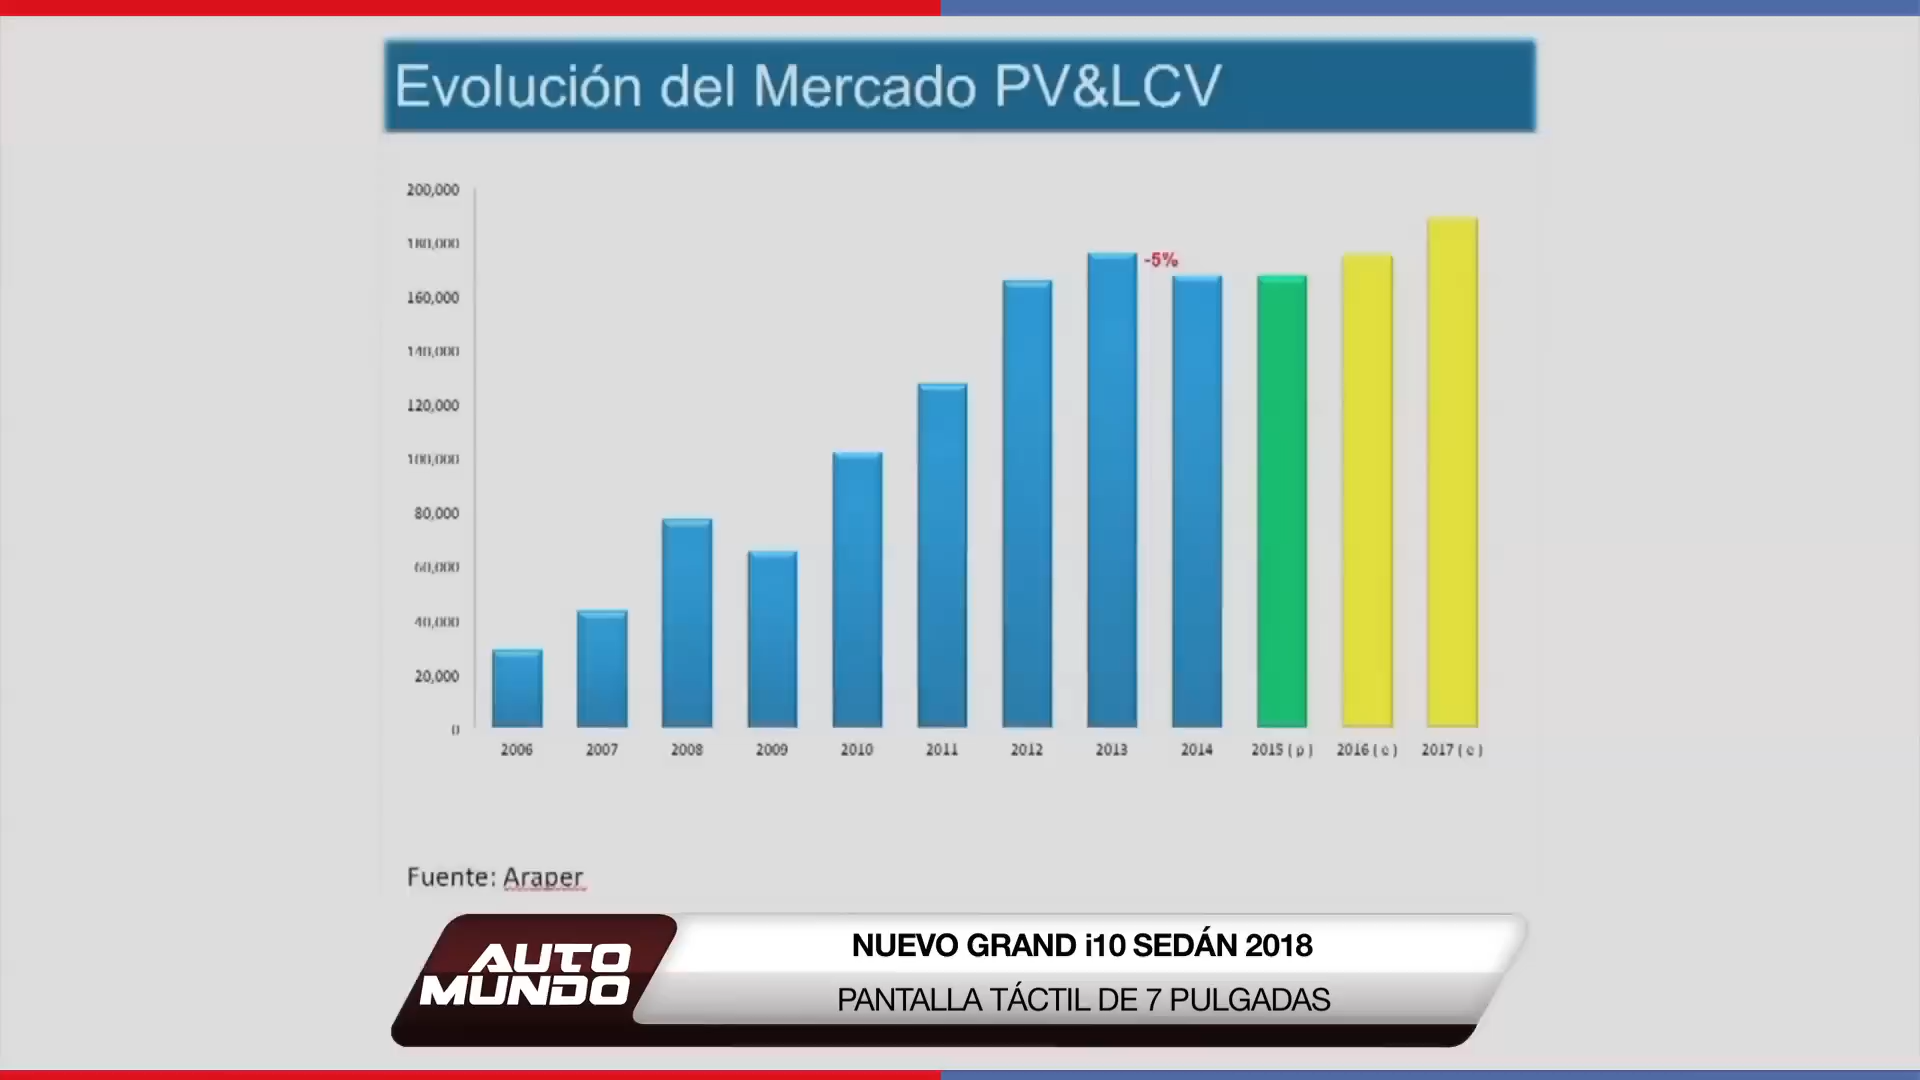 Evolución del Mercado PV&LCV
200,000
180,000
160,000
140,000
120,000
100,000
80,000
60,000
40,000
20,000
0
-5%
2006 2007 2008 2009 2010 2011 2012 2013 2014 2015 ( p ) 2016 ( e ) 2017 ( e )
Fuente: Araper
AUTO
MUNDO
NUEVO GRAND i10 SEDÁN 2018
PANTALLA TÁCTIL DE 7 PULGADAS